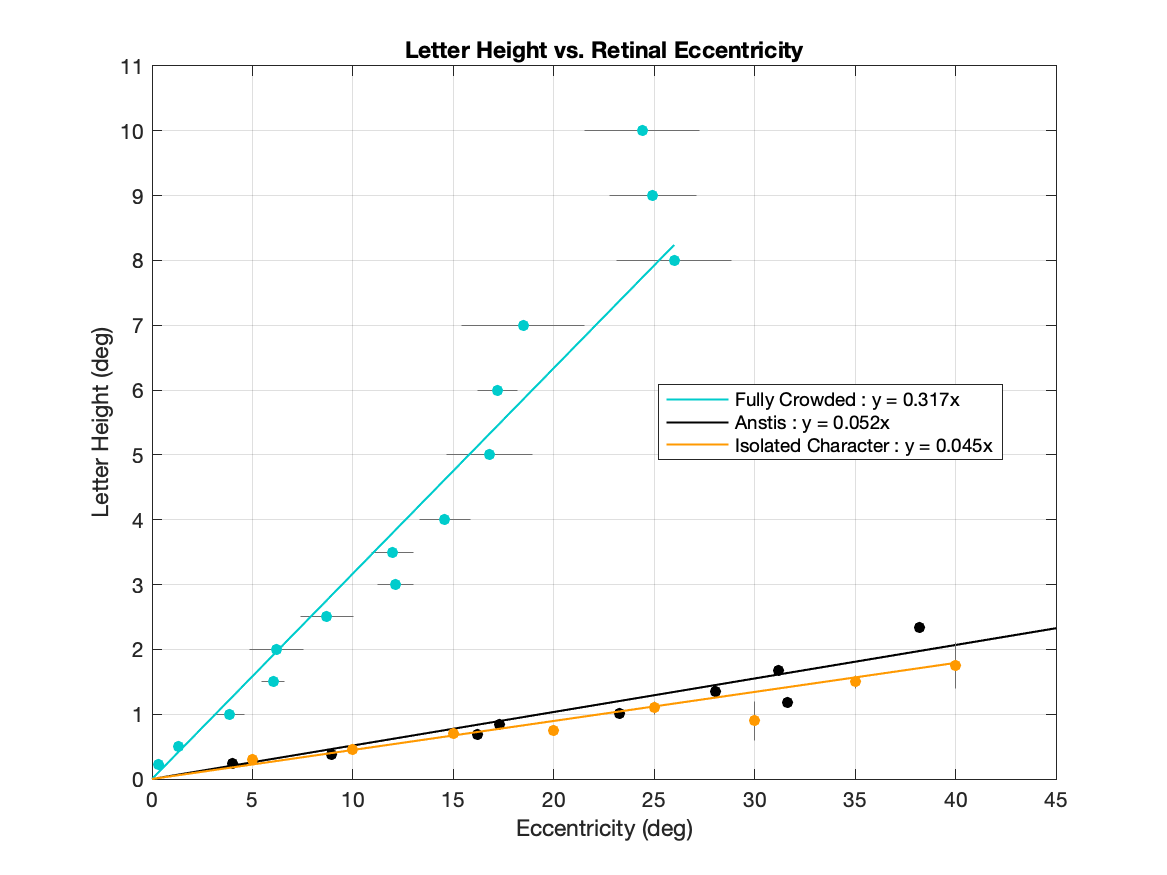 Letter Height vs. Retinal Eccentricity
11
10
9
8
7
6
5
4
3
2
1
0
Letter Height (deg)
Fully Crowded : y = 0.317x
Anstis : y = 0.052x
Isolated Character : y = 0.045x
0 5 10 15 20 25 30 35 40 45
Eccentricity (deg)